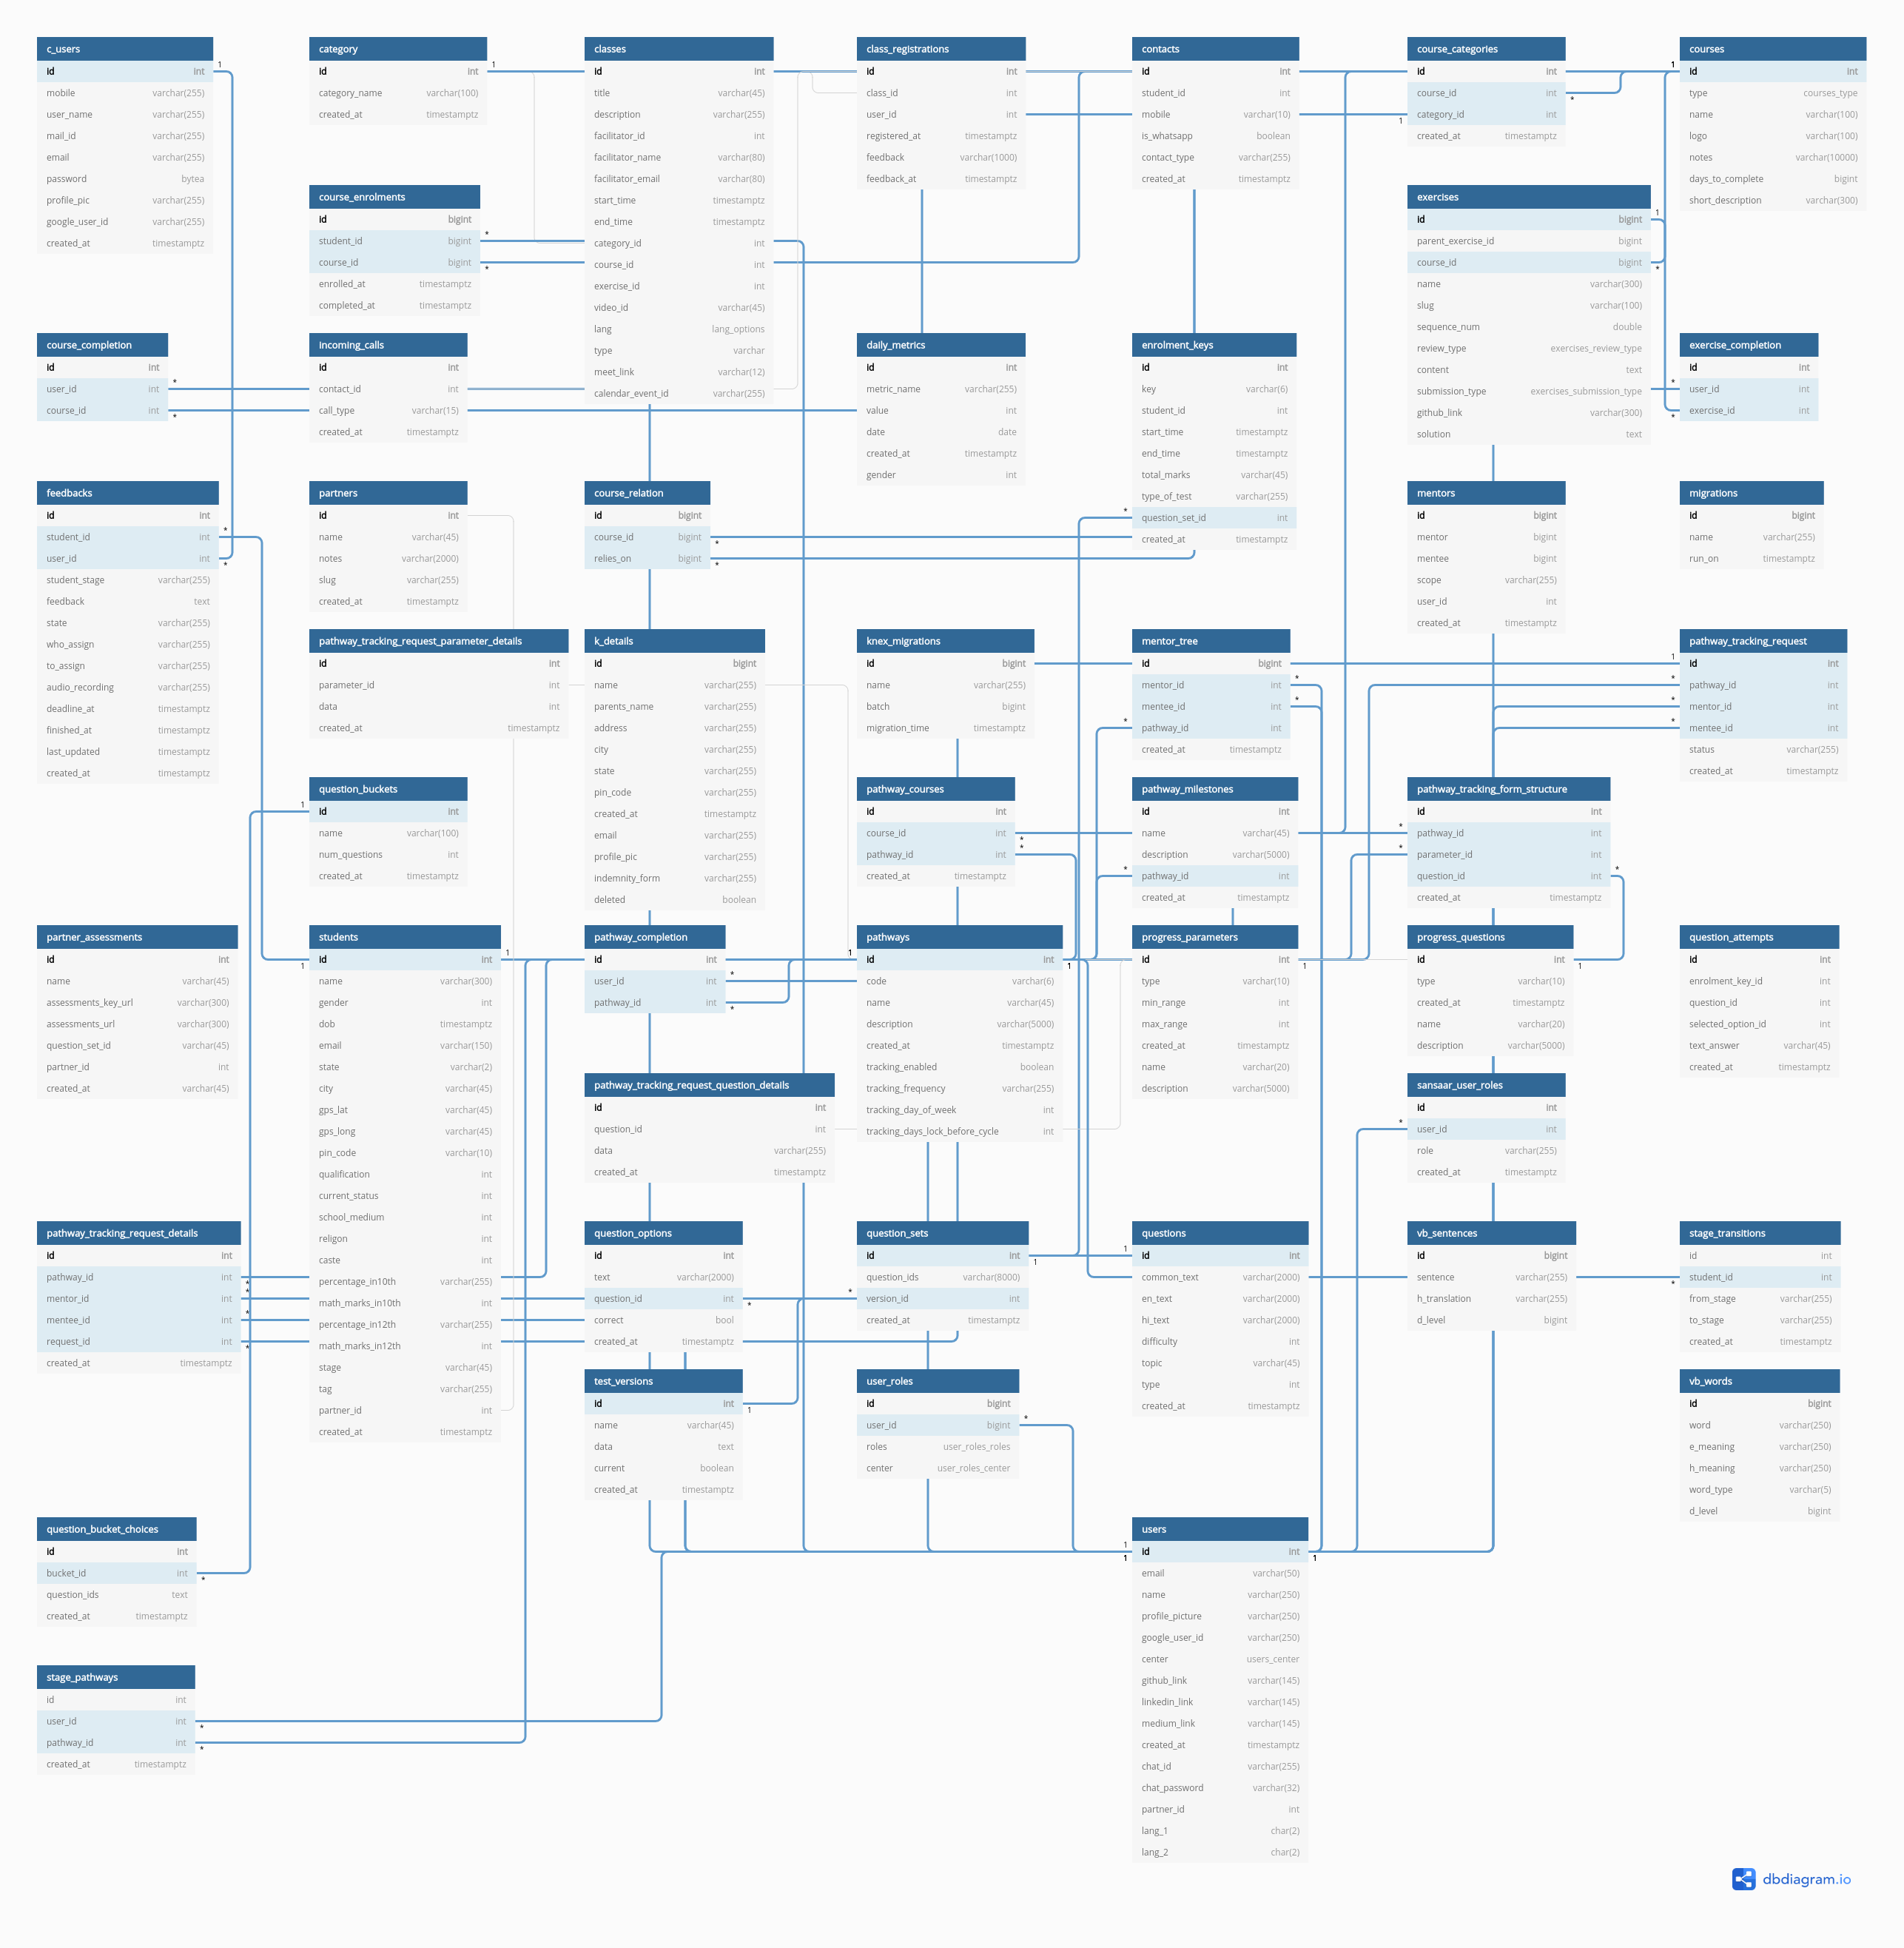 c_users
id int 1
mobile varchar(255)
user_name varchar(255)
mail_id varchar(255)
email varchar(255)
password bytea
profile_pic varchar(255)
google_user_id varchar(255)
created_at timestamptz
category
id int 1
category_name varchar(100)
created_at timestamptz
classes
id int
title varchar(45)
description varchar(255)
facilitator_id int
facilitator_name varchar(80)
facilitator_email varchar(80)
start_time timestamptz
end_time timestamptz
category_id int
course_id int
exercise_id int
video_id varchar(45)
lang lang_options
type varchar
meet_link varchar(12)
calendar_event_id varchar(255)
class_registrations
id int
class_id int
user_id int
registered_at timestamptz
feedback varchar(1000)
feedback_at timestamptz
contacts
id int
student_id int
mobile varchar(10)
is_whatsapp boolean
contact_type varchar(255)
created_at timestamptz
course_categories
id int
course_id int *
1 category_id int
created_at timestamptz
courses
1 id int
type courses_type
name varchar(100)
logo varchar(100)
notes varchar(10000)
days_to_complete bigint
short_description varchar(300)
course_enrolments
id bigint
student_id bigint *
course_id bigint *
enrolled_at timestamptz
completed_at timestamptz
exercises
id bigint 1
parent_exercise_id bigint
course_id bigint *
name varchar(300)
slug varchar(100)
sequence_num double
review_type exercises_review_type
content text
submission_type exercises_submission_type
github_link varchar(300)
solution text
course_completion
id int
user_id int *
course_id int *
incoming_calls
id int
contact_id int
call_type varchar(15)
created_at timestamptz
daily_metrics
id int
metric_name varchar(255)
value int
date date
created_at timestamptz
gender int
enrolment_keys
id int
key varchar(6)
student_id int
start_time timestamptz
end_time timestamptz
total_marks varchar(45)
type_of_test varchar(255)
* question_set_id int
created_at timestamptz
exercise_completion
id int
* user_id int
* exercise_id int
feedbacks
id int
student_id int *
user_id int *
student_stage varchar(255)
feedback text
state varchar(255)
who_assign varchar(255)
to_assign varchar(255)
audio_recording varchar(255)
deadline_at timestamptz
finished_at timestamptz
last_updated timestamptz
created_at timestamptz
partners
id int
name varchar(45)
notes varchar(2000)
slug varchar(255)
created_at timestamptz
course_relation
id bigint
course_id bigint *
relies_on bigint *
mentors
id bigint
mentor bigint
mentee bigint
scope varchar(255)
user_id int
created_at timestamptz
migrations
id bigint
name varchar(255)
run_on timestamptz
pathway_tracking_request_parameter_details
id int
parameter_id int
data int
created_at timestamptz
k_details
id bigint
name varchar(255)
parents_name varchar(255)
address varchar(255)
city varchar(255)
state varchar(255)
pin_code varchar(255)
created_at timestamptz
email varchar(255)
profile_pic varchar(255)
indemnity_form varchar(255)
deleted boolean
knex_migrations
id bigint
name varchar(255)
batch bigint
migration_time timestamptz
mentor_tree
id bigint
mentor_id int *
mentee_id int *
* pathway_id int
created_at timestamptz
pathway_tracking_request
1 id int
* pathway_id int
* mentor_id int
* mentee_id int
status varchar(255)
created_at timestamptz
question_buckets
1 id int
name varchar(100)
num_questions int
created_at timestamptz
pathway_courses
id int
course_id int *
pathway_id int *
created_at timestamptz
pathway_milestones
id int
name varchar(45)
description varchar(5000)
* pathway_id int
created_at timestamptz
pathway_tracking_form_structure
id int
* pathway_id int
* parameter_id int
question_id int *
created_at timestamptz
partner_assessments
id int
name varchar(45)
assessments_key_url varchar(300)
assessments_url varchar(300)
question_set_id varchar(45)
partner_id int
created_at varchar(45)
students
1 id int 1
name varchar(300)
gender int
dob timestamptz
email varchar(150)
state varchar(2)
city varchar(45)
gps_lat varchar(45)
gps_long varchar(45)
pin_code varchar(10)
qualification int
current_status int
school_medium int
religon int
caste int
percentage_in10th varchar(255)
math_marks_in10th int
percentage_in12th varchar(255)
math_marks_in12th int
stage varchar(45)
tag varchar(255)
partner_id int
created_at timestamptz
pathway_completion
id int
user_id int *
pathway_id int *
pathways
1 id int 1
code varchar(6)
name varchar(45)
description varchar(5000)
created_at timestamptz
tracking_enabled boolean
tracking_frequency varchar(255)
tracking_day_of_week int
tracking_days_lock_before_cycle int
progress_parameters
id int 1
type varchar(10)
min_range int
max_range int
created_at timestamptz
name varchar(20)
description varchar(5000)
progress_questions
id int 1
type varchar(10)
created_at timestamptz
name varchar(20)
description varchar(5000)
question_attempts
id int
enrolment_key_id int
question_id int
selected_option_id int
text_answer varchar(45)
created_at timestamptz
pathway_tracking_request_question_details
id int
question_id int
data varchar(255)
created_at timestamptz
sansaar_user_roles
id int
* user_id int
role varchar(255)
created_at timestamptz
pathway_tracking_request_details
id int
pathway_id int *
mentor_id int *
mentee_id int *
request_id int *
created_at timestamptz
question_options
id int
text varchar(2000)
question_id int *
correct bool
created_at timestamptz
question_sets
id int 1
question_ids varchar(8000)
* version_id int
created_at timestamptz
questions
1 id int
common_text varchar(2000)
en_text varchar(2000)
hi_text varchar(2000)
difficulty int
topic varchar(45)
type int
created_at timestamptz
vb_sentences
id bigint
sentence varchar(255)
h_translation varchar(255)
d_level bigint
stage_transitions
id int
* student_id int
from_stage varchar(255)
to_stage varchar(255)
created_at timestamptz
test_versions
id int 1
name varchar(45)
data text
current boolean
created_at timestamptz
user_roles
id bigint
user_id bigint *
roles user_roles_roles
center user_roles_center
vb_words
id bigint
word varchar(250)
e_meaning varchar(250)
h_meaning varchar(250)
word_type varchar(5)
d_level bigint
question_bucket_choices
id int
bucket_id int *
question_ids text
created_at timestamptz
users
1 id int 1
1
email varchar(50)
name varchar(250)
profile_picture varchar(250)
google_user_id varchar(250)
center users_center
github_link varchar(145)
linkedin_link varchar(145)
medium_link varchar(145)
created_at timestamptz
chat_id varchar(255)
chat_password varchar(32)
partner_id int
lang_1 char(2)
lang_2 char(2)
stage_pathways
id int
user_id int *
pathway_id int *
created_at timestamptz
dbdiagram.io